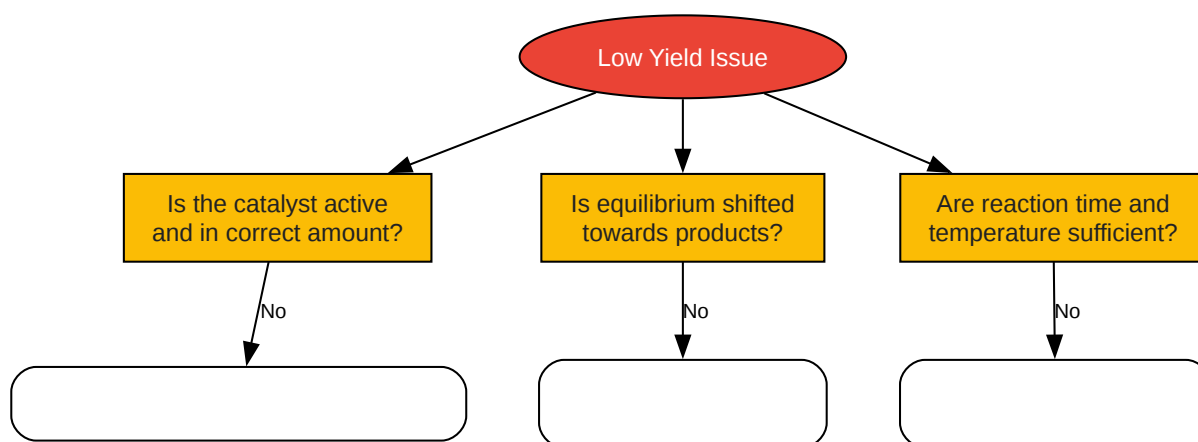 Low Yield Issue
Is the catalyst active
and in correct amount?
Is equilibrium shifted
towards products?
Are reaction time and
temperature sufficient?
No
No
No